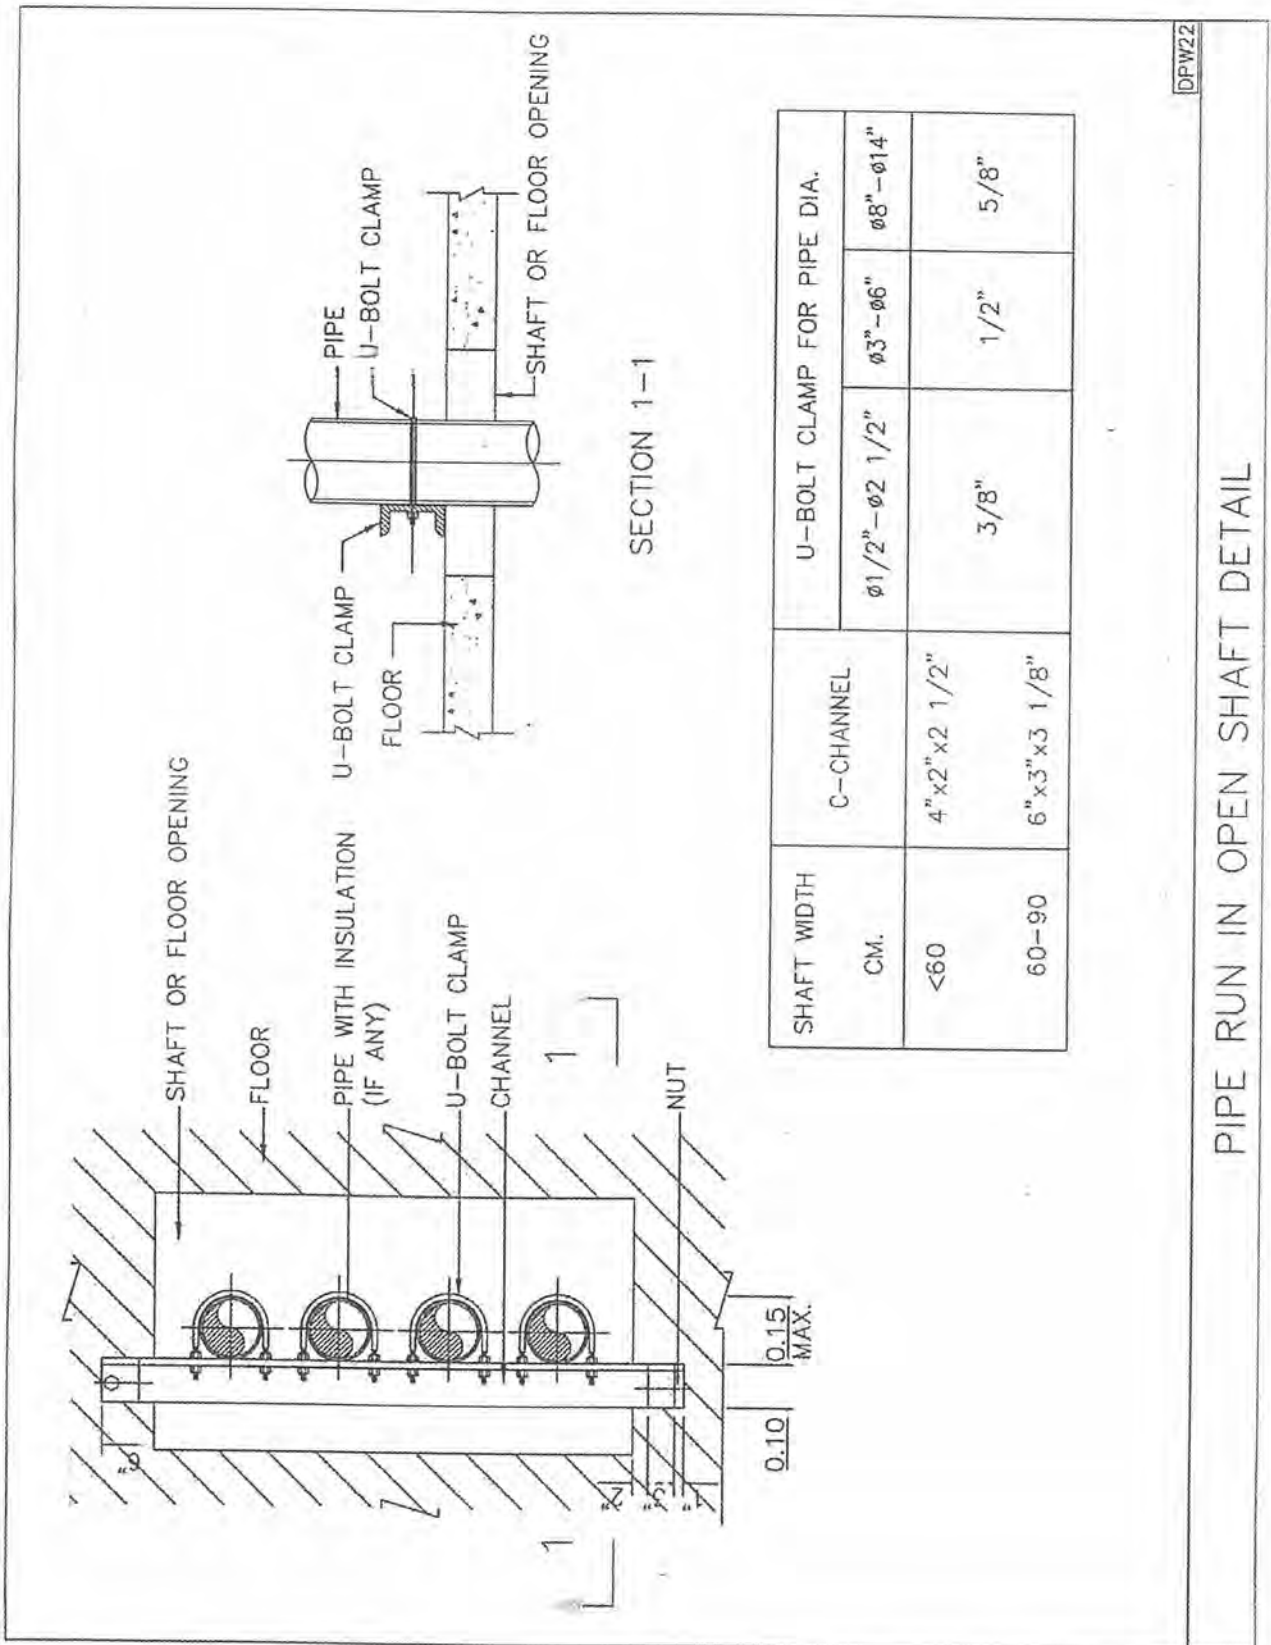 SHAFT OR FLOOR OPENING
FLOOR
PIPE WITH INSULATION
(IF ANY)
U-BOLT CLAMP
CHANNEL
NUT
1
1
6"
2"
3"
1"
0.10
0.15
MAX.
PIPE
U-BOLT CLAMP
U-BOLT CLAMP
FLOOR
SHAFT OR FLOOR OPENING
SECTION 1-1
SHAFT WIDTH
CM.
C-CHANNEL
U-BOLT CLAMP FOR PIPE DIA.
ø1/2"-ø2 1/2"
ø3"-ø6"
ø8"-ø14"
<60
4"x2"x2 1/2"
60-90
6"x3"x3 1/8"
3/8"
1/2"
5/8"
DPW22
PIPE RUN IN OPEN SHAFT DETAIL